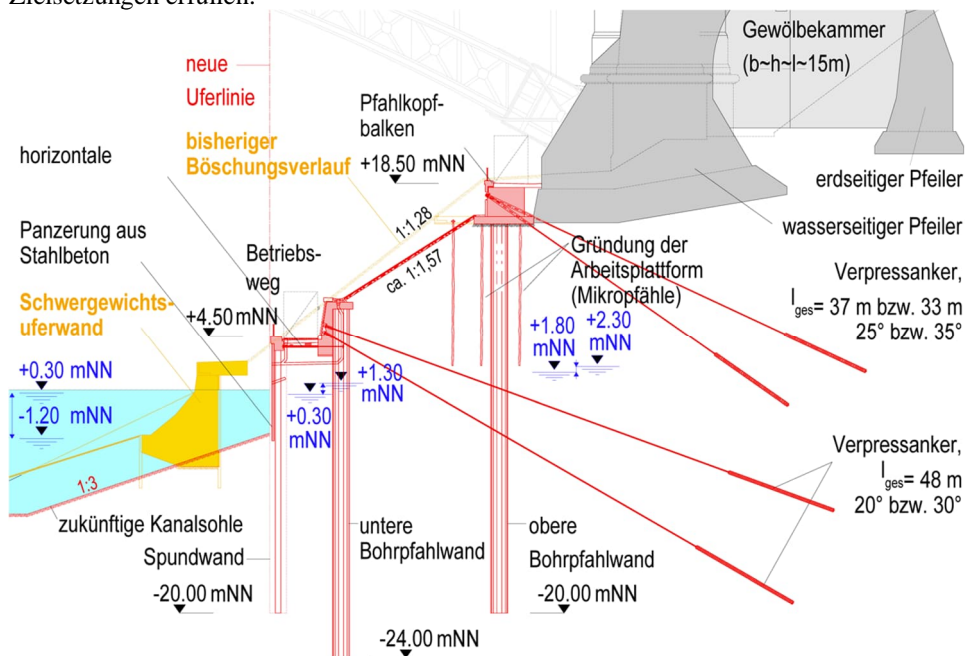 Zielsetzungen erfüllen.
Gewölbekammer
(b~h~l~15m)
neue
Uferlinie
Pfahlkopf-
balken
+18.50 mNN
bisheriger
Böschungsverlauf
horizontale
Panzerung aus
Stahlbeton
Betriebs-
weg
1:1,28
ca. 1:1,57
erdseitiger Pfeiler
wasserseitiger Pfeiler
Gründung der
Arbeitsplattform
(Mikropfähle)
Verpressanker,
lges= 37 m bzw. 33 m
25° bzw. 35°
Schwergewichts-
uferwand
+4.50 mNN
+0.30 mNN
-1.20 mNN
+1.30
mNN
+0.30
mNN
+1.80
mNN
+2.30
mNN
1:3
Verpressanker,
lges= 48 m
20° bzw. 30°
zukünftige Kanalsohle
Spundwand
untere
Bohrpfahlwand
obere
Bohrpfahlwand
-20.00 mNN
-20.00 mNN
-24.00 mNN